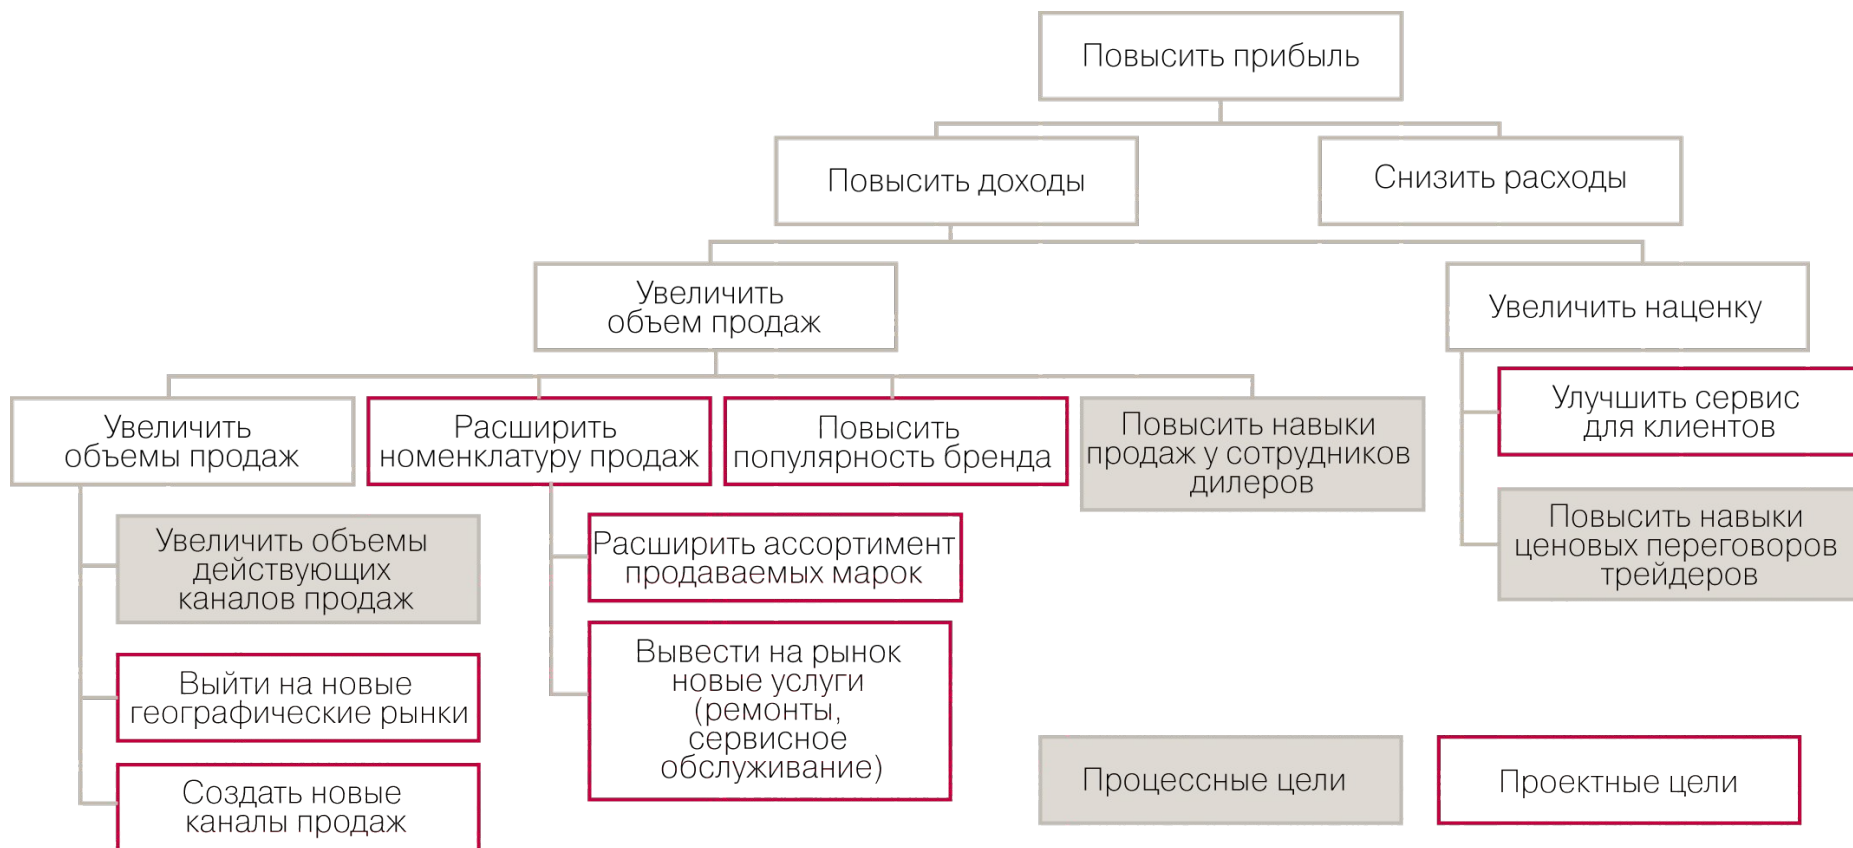 Повысить прибыль
Повысить доходы
Снизить расходы
Увеличить
объем продаж
Увеличить наценку
Увеличить
объемы продаж
Расширить
номенклатуру продаж
Повысить
популярность бренда
Повысить навыки
продаж у сотрудников
дилеров
Улучшить сервис
для клиентов
Увеличить объемы
действующих
каналов продаж
Расширить ассортимент
продаваемых марок
Повысить навыки
ценовых переговоров
трейдеров
Выйти на новые
географические рынки
Вывести на рынок
новые услуги
(ремонты,
сервисное
обслуживание)
Создать новые
каналы продаж
Процессные цели
Проектные цели